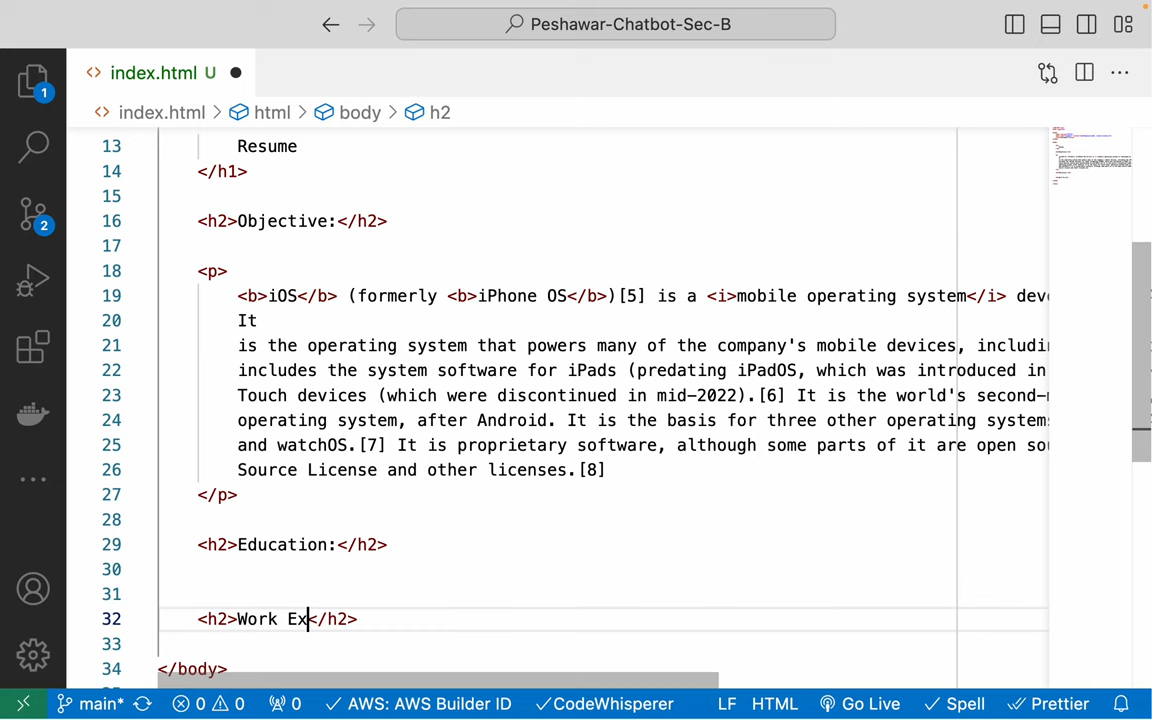 Peshawar-Chatbot-Sec-B
index.html U
index.html > html > body > h2
1
2
13 Resume
14 </h1>
15
16 <h2>Objective:</h2>
17
18 <p>
19 <b>iOS</b> (formerly <b>iPhone OS</b>)[5] is a <i>mobile operating system</i> deve
20 It
21 is the operating system that powers many of the company's mobile devices, includin
22 includes the system software for iPads (predating iPadOS, which was introduced in
23 Touch devices (which were discontinued in mid-2022).[6] It is the world's second-m
24 operating system, after Android. It is the basis for three other operating systems
25 and watchOS.[7] It is proprietary software, although some parts of it are open sou
26 Source License and other licenses.[8]
27 </p>
28
29 <h2>Education:</h2>
30
31
32 <h2>Work Ex</h2>
33
34 </body>
main* 0 0 0 AWS: AWS Builder ID CodeWhisperer LF HTML Go Live Spell Prettier